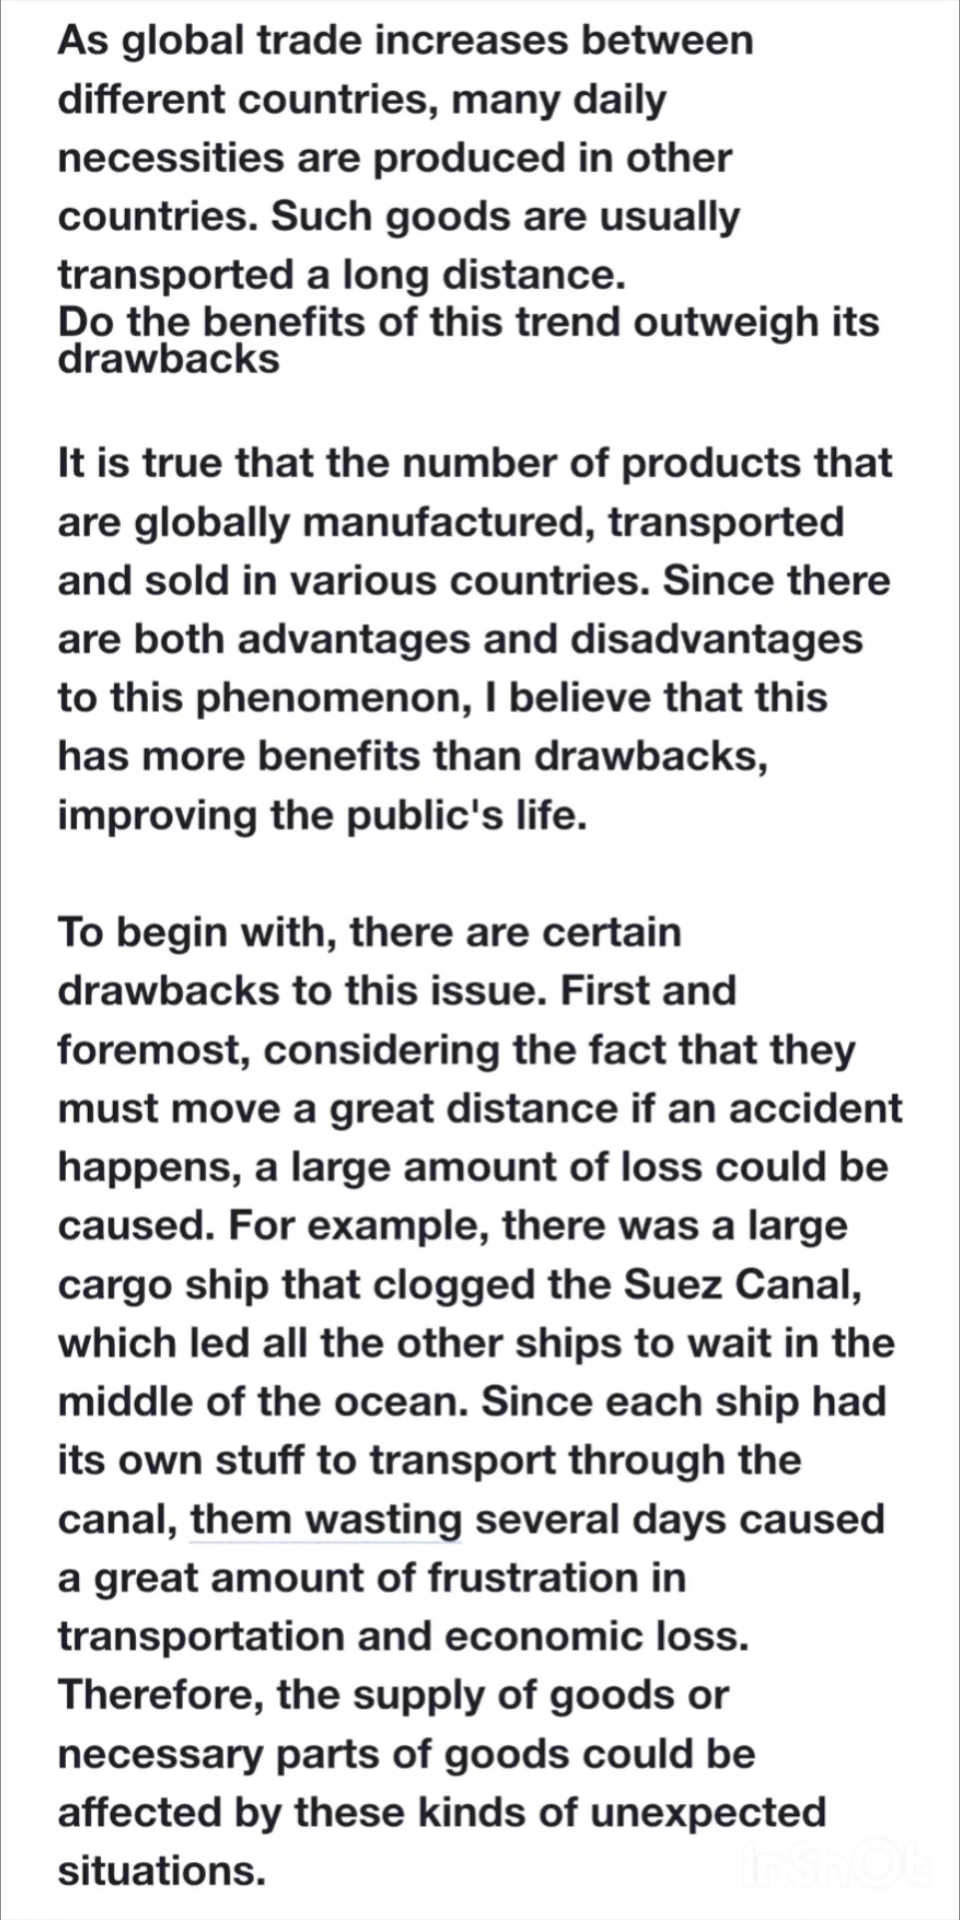 As global trade increases between
different countries, many daily
necessities are produced in other
countries. Such goods are usually
transported a long distance.
Do the benefits of this trend outweigh its
drawbacks
It is true that the number of products that
are globally manufactured, transported
and sold in various countries. Since there
are both advantages and disadvantages
to this phenomenon, I believe that this
has more benefits than drawbacks,
improving the public's life.
To begin with, there are certain
drawbacks to this issue. First and
foremost, considering the fact that they
must move a great distance if an accident
happens, a large amount of loss could be
caused. For example, there was a large
cargo ship that clogged the Suez Canal,
which led all the other ships to wait in the
middle of the ocean. Since each ship had
its own stuff to transport through the
canal, them wasting several days caused
a great amount of frustration in
transportation and economic loss.
Therefore, the supply of goods or
necessary parts of goods could be
affected by these kinds of unexpected
situations.
InShOt